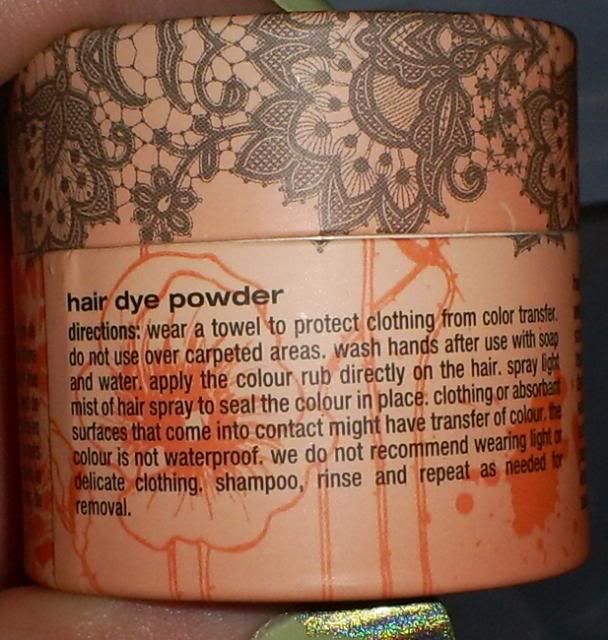 hair dye powder
directions: wear a towel to protect clothing from color transfer.
do not use over carpeted areas. wash hands after use with soap
and water. apply the colour rub directly on the hair. spray light
mist of hair spray to seal the colour in place. clothing or absorbant
surfaces that come into contact might have transfer of colour. the
colour is not waterproof. we do not recommend wearing light or
delicate clothing. shampoo, rinse and repeat as needed for
removal.